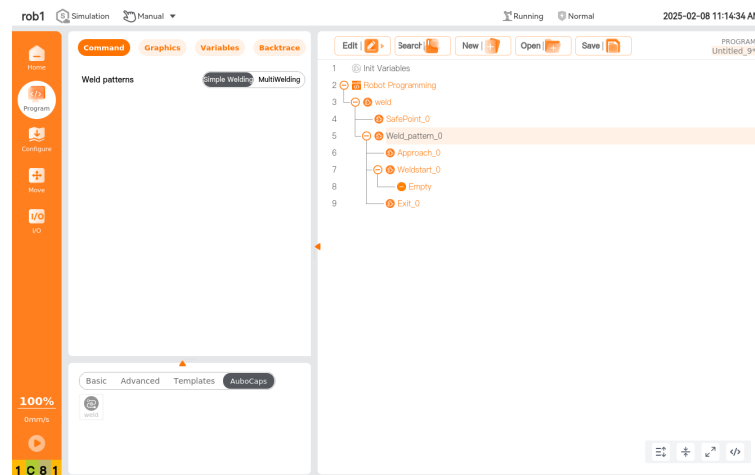 rob1 Simulation Manual Running Normal 2025-02-08 11:14:34 AM
Home
Program
Configure
Move
I/O
I/O
100%
0mm/s
1 C 8 1
Command Graphics Variables Backtrace
Weld patterns Simple Welding MultiWelding
Basic Advanced Templates AuboCaps
weld
Edit Search New Open Save PROGRAM
Untitled_9*
1 Init Variables
2 Robot Programming
3 weld
4 SafePoint_0
5 Weld_pattern_0
6 Approach_0
7 Weldstart_0
8 Empty
9 Exit_0